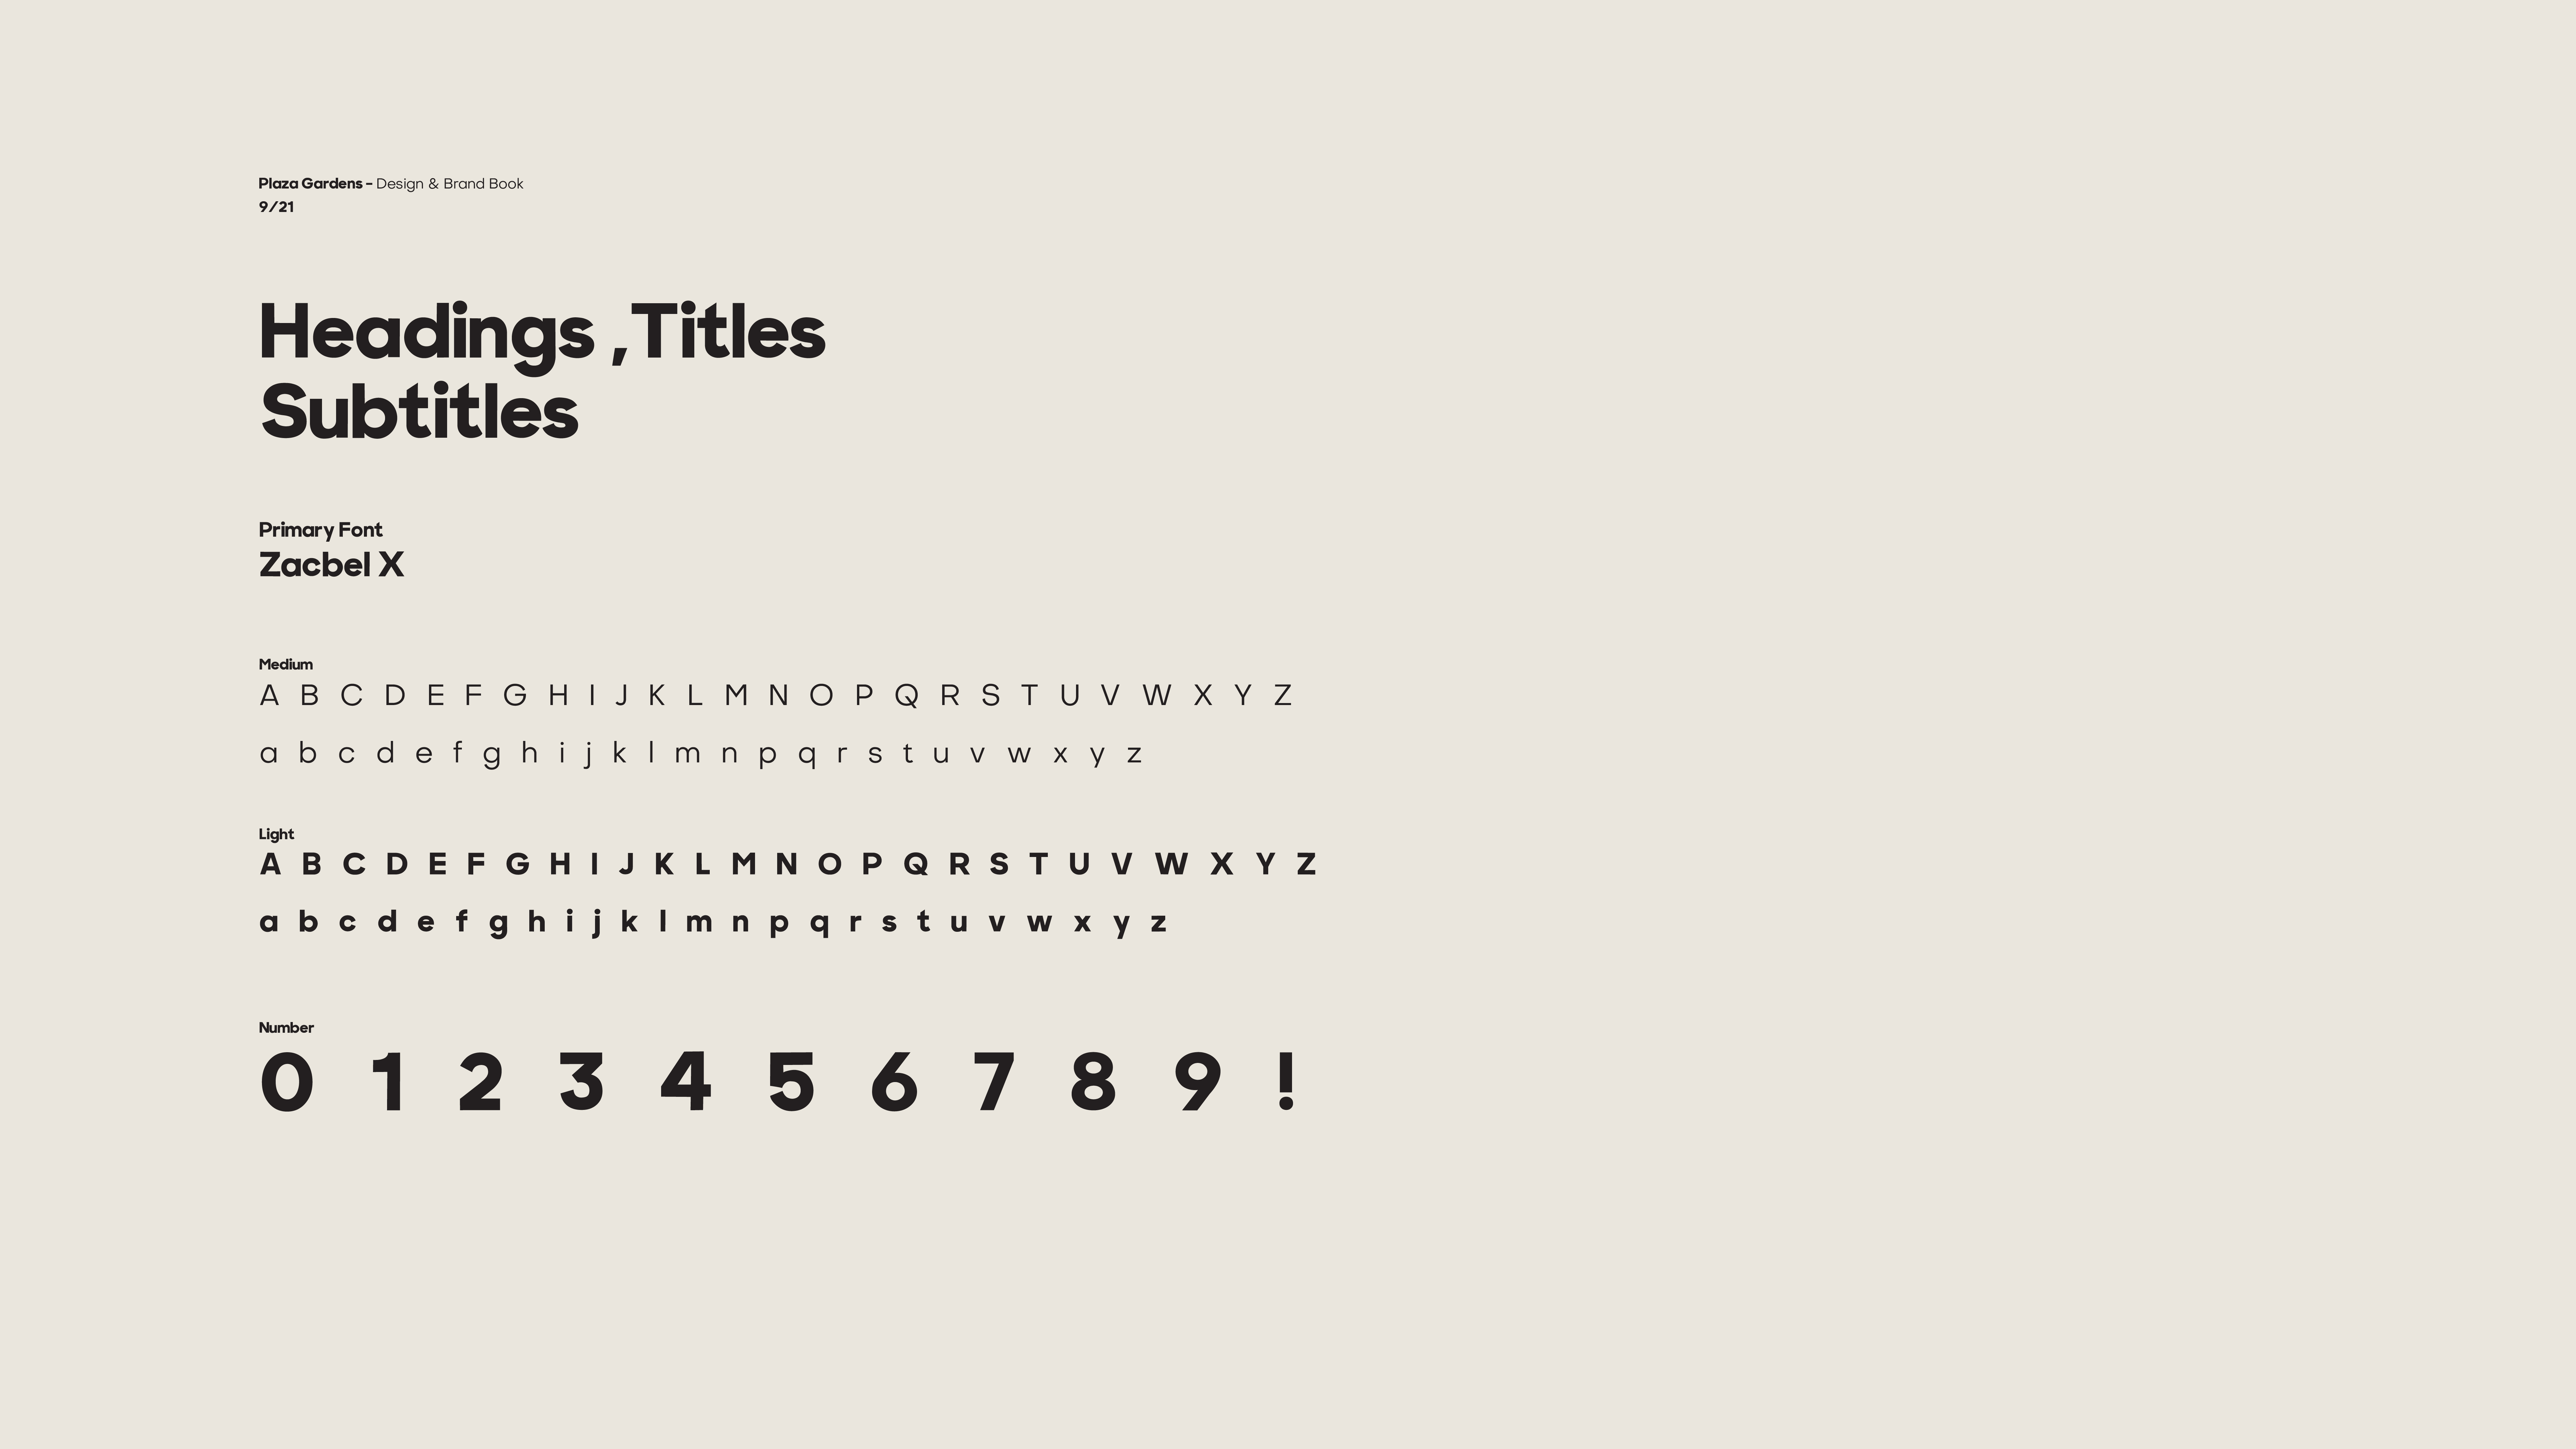 Plaza Gardens - Design & Brand Book
9/21
Headings ,Titles
Subtitles
Primary Font
Zacbel X
Medium
A B C D E F G H I J K L M N O P Q R S T U V W X Y Z
a b c d e f g h i j k l m n p q r s t u v w x y z
Light
A B C D E F G H I J K L M N O P Q R S T U V W X Y Z
a b c d e f g h i j k l m n p q r s t u v w x y z
Number
0 1 2 3 4 5 6 7 8 9 !